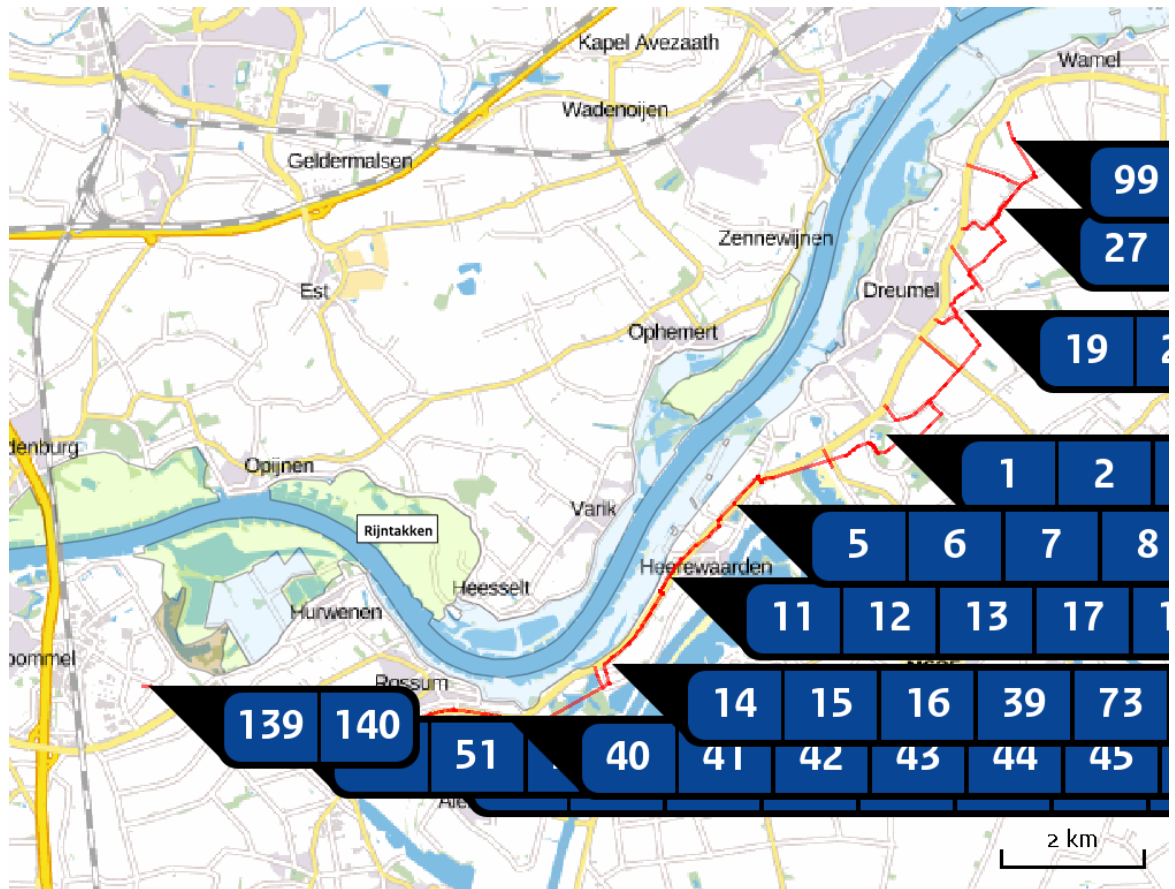 Kapel Avezaath
Wamel
Wadenoijen
Geldermalsen
99
Zennewijnen
27
Est
Dreumel
Ophemert
19
denburg
Opijnen
1 2
Varik
Rijntakken
5 6 7 8
Heerewaarden
Heesselt
Hurwenen
11 12 13 17
bommel
Rossum
14 15 16 39 73
139 140
51 40 41 42 43 44 45
2 km